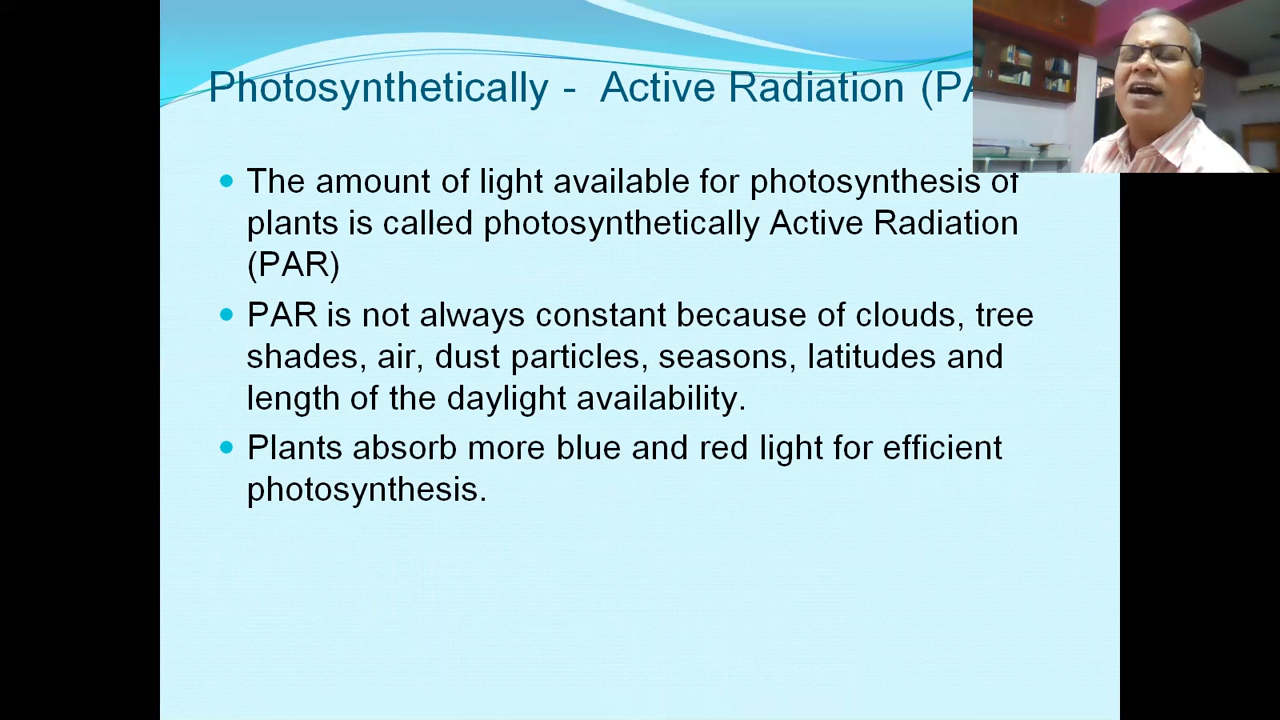 Photosynthetically - Active Radiation (PA
The amount of light available for photosynthesis of
plants is called photosynthetically Active Radiation
(PAR)
PAR is not always constant because of clouds, tree
shades, air, dust particles, seasons, latitudes and
length of the daylight availability.
Plants absorb more blue and red light for efficient
photosynthesis.